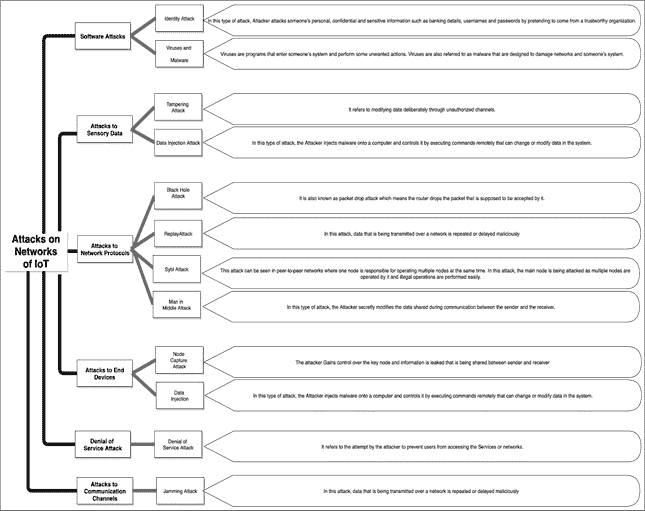 Attacks on
Networks
of IoT
Software Attacks
Identity Attack
In this type of attack, Attacker attacks someone's personal, confidential and sensitive information such as banking details, usernames and passwords by pretending to come from a trustworthy organization.
Viruses and
Malware
Viruses are programs that enter someone's system and perform some unwanted actions. Viruses are also referred to as malware that are designed to damage networks and someone's system.
Attacks to
Sensory Data
Tampering
Attack
It refers to modifying data deliberately through unauthorized channels.
Data Injection Attack
In this type of attack, the Attacker injects malware onto a computer and controls it by executing commands remotely that can change or modify data in the system.
Attacks to
Network Protocols
Black Hole
Attack
It is also known as packet drop attack which means the router drops the packet that is supposed to be accepted by it.
ReplayAttack
In this attack, data that is being transmitted over a network is repeated or delayed maliciously
Sybl Attack
This attack can be seen in peer-to-peer networks where one node is responsible for operating multiple nodes at the same time. In this attack, the main node is being attacked as multiple nodes are
operated by it and illegal operations are performed easily.
Man in
Middle Attack
In this type of attack, the Attacker secretly modifies the data shared during communication between the sender and the receiver.
Attacks to End
Devices
Node
Capture
Attack
The attacker Gains control over the key node and information is leaked that is being shared between sender and receiver
Data
Injection
In this type of attack, the Attacker injects malware onto a computer and controls it by executing commands remotely that can change or modify data in the system.
Denial of
Service Attack
Denial of
Service Attack
It refers to the attempt by the attacker to prevent users from accessing the Services or networks.
Attacks to
Communication
Channels
Jamming Attack
In this attack, data that is being transmitted over a network is repeated or delayed maliciously